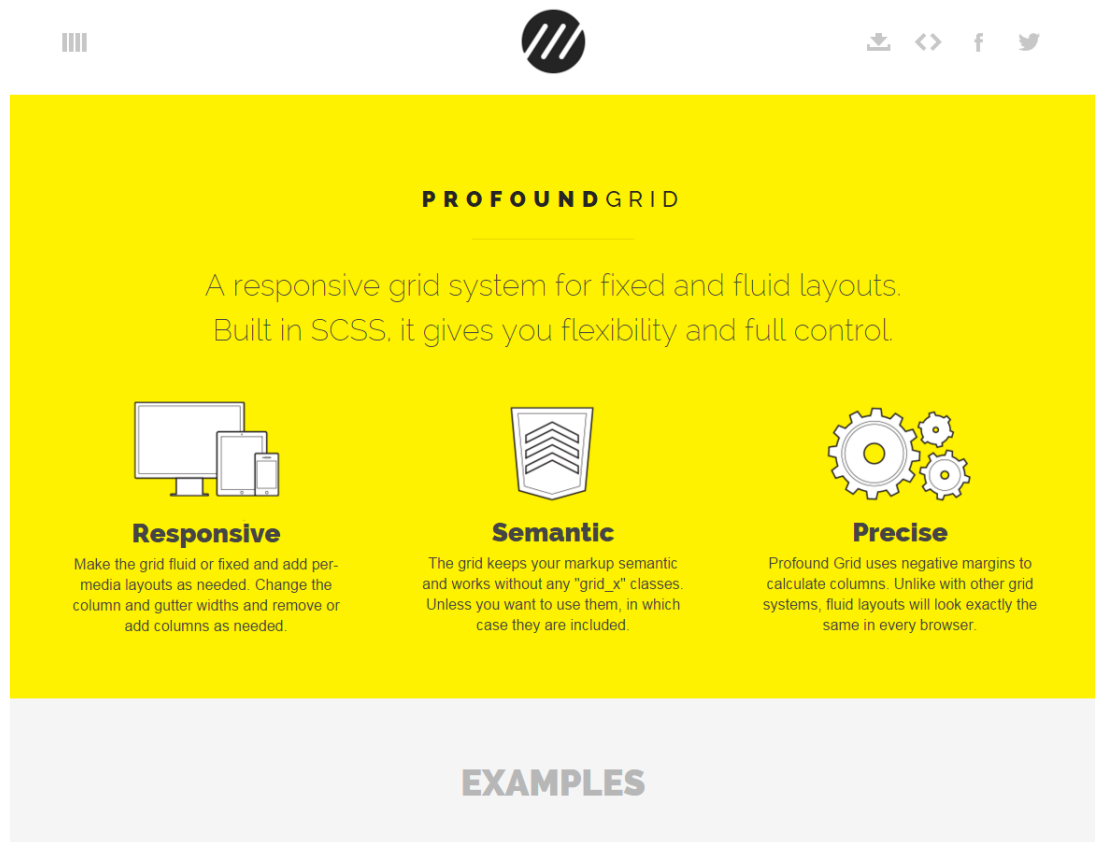 PROFOUNDGRID
A responsive grid system for fixed and fluid layouts.
Built in SCSS, it gives you flexibility and full control.
Responsive
Make the grid fluid or fixed and add per-
media layouts as needed. Change the
column and gutter widths and remove or
add columns as needed.
Semantic
The grid keeps your markup semantic
and works without any "grid_x" classes.
Unless you want to use them, in which
case they are included.
Precise
Profound Grid uses negative margins to
calculate columns. Unlike with other grid
systems, fluid layouts will look exactly the
same in every browser.
EXAMPLES